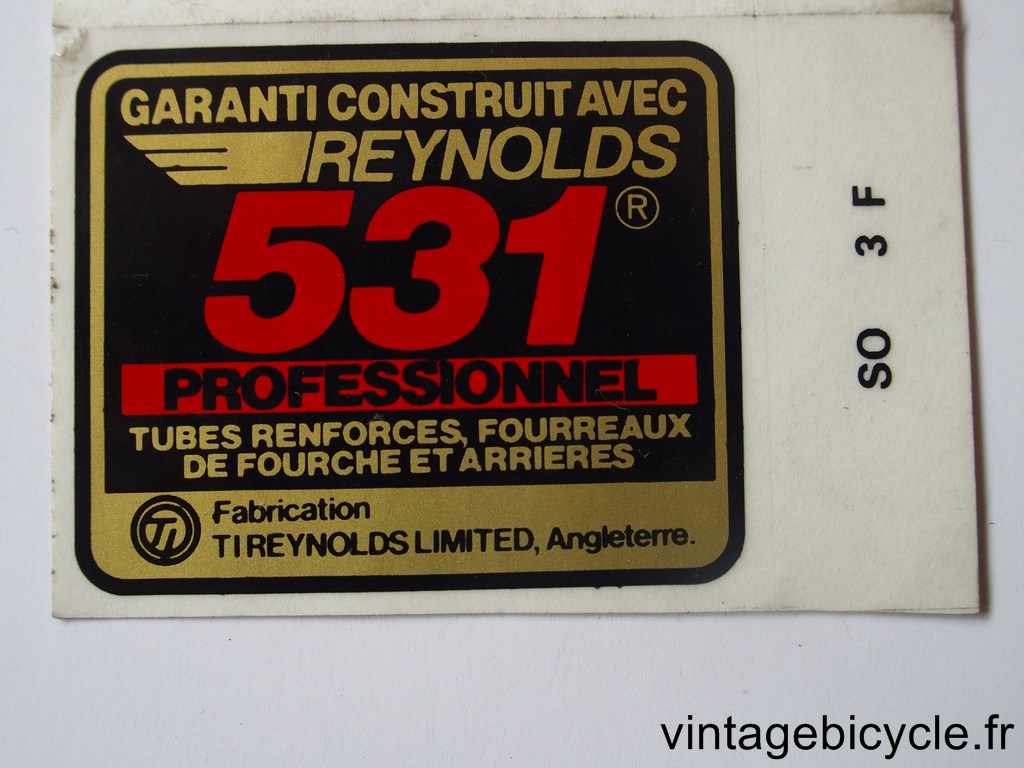 GARANTI CONSTRUIT AVEC
REYNOLDS
531®
PROFESSIONNEL
TUBES RENFORCES, FOURREAUX
DE FOURCHE ET ARRIERES
TI
Fabrication
TI REYNOLDS LIMITED, Angleterre.
SO 3 F
vintagebicycle.fr